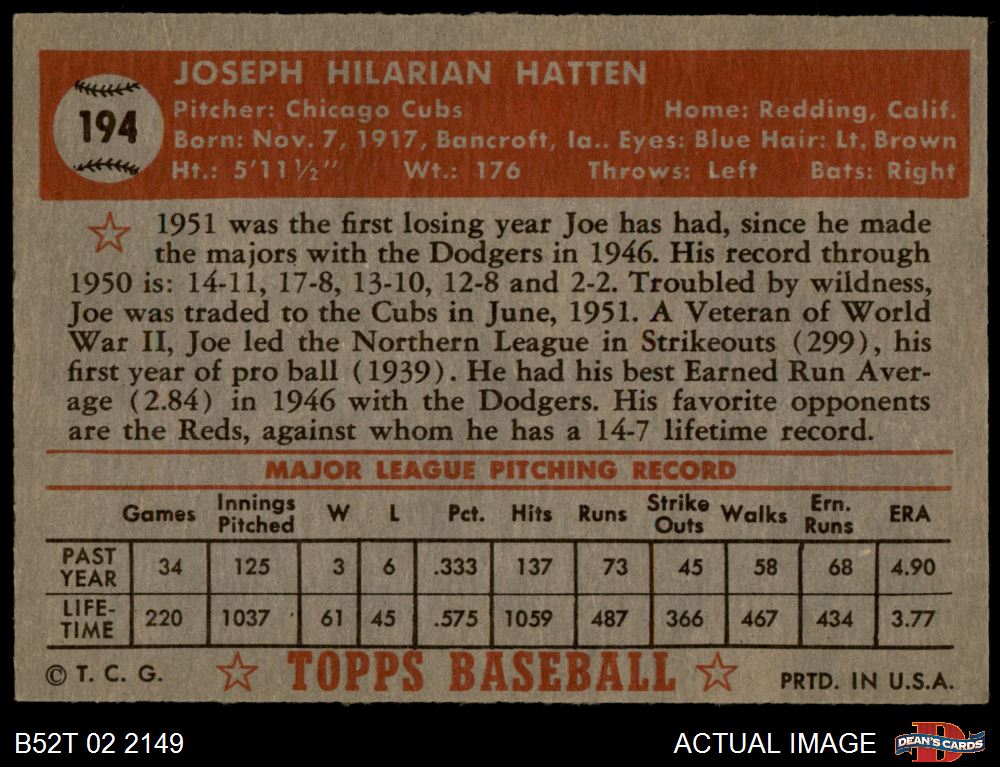 JOSEPH HILARIAN HATTEN
194
Pitcher: Chicago Cubs Home: Redding, Calif.
Born: Nov. 7, 1917, Bancroft, Ia.. Eyes: Blue Hair: Lt. Brown
Ht.: 5'11½" Wt.: 176 Throws: Left Bats: Right
1951 was the first losing year Joe has had, since he made
the majors with the Dodgers in 1946. His record through
1950 is: 14-11, 17-8, 13-10, 12-8 and 2-2. Troubled by wildness,
Joe was traded to the Cubs in June, 1951. A Veteran of World
War II, Joe led the Northern League in Strikeouts (299), his
first year of pro ball (1939). He had his best Earned Run Aver-
age (2.84) in 1946 with the Dodgers. His favorite opponents
are the Reds, against whom he has a 14-7 lifetime record.
MAJOR LEAGUE PITCHING RECORD
Games Innings Pitched W L Pct. Hits Runs Strike Outs Walks Ern. Runs ERA
PAST YEAR 34 125 3 6 .333 137 73 45 58 68 4.90
LIFE-TIME 220 1037 61 45 .575 1059 487 366 467 434 3.77
© T. C. G. TOPPS BASEBALL PRTD. IN U.S.A.
B52T 02 2149 ACTUAL IMAGE D DEAN'S CARDS